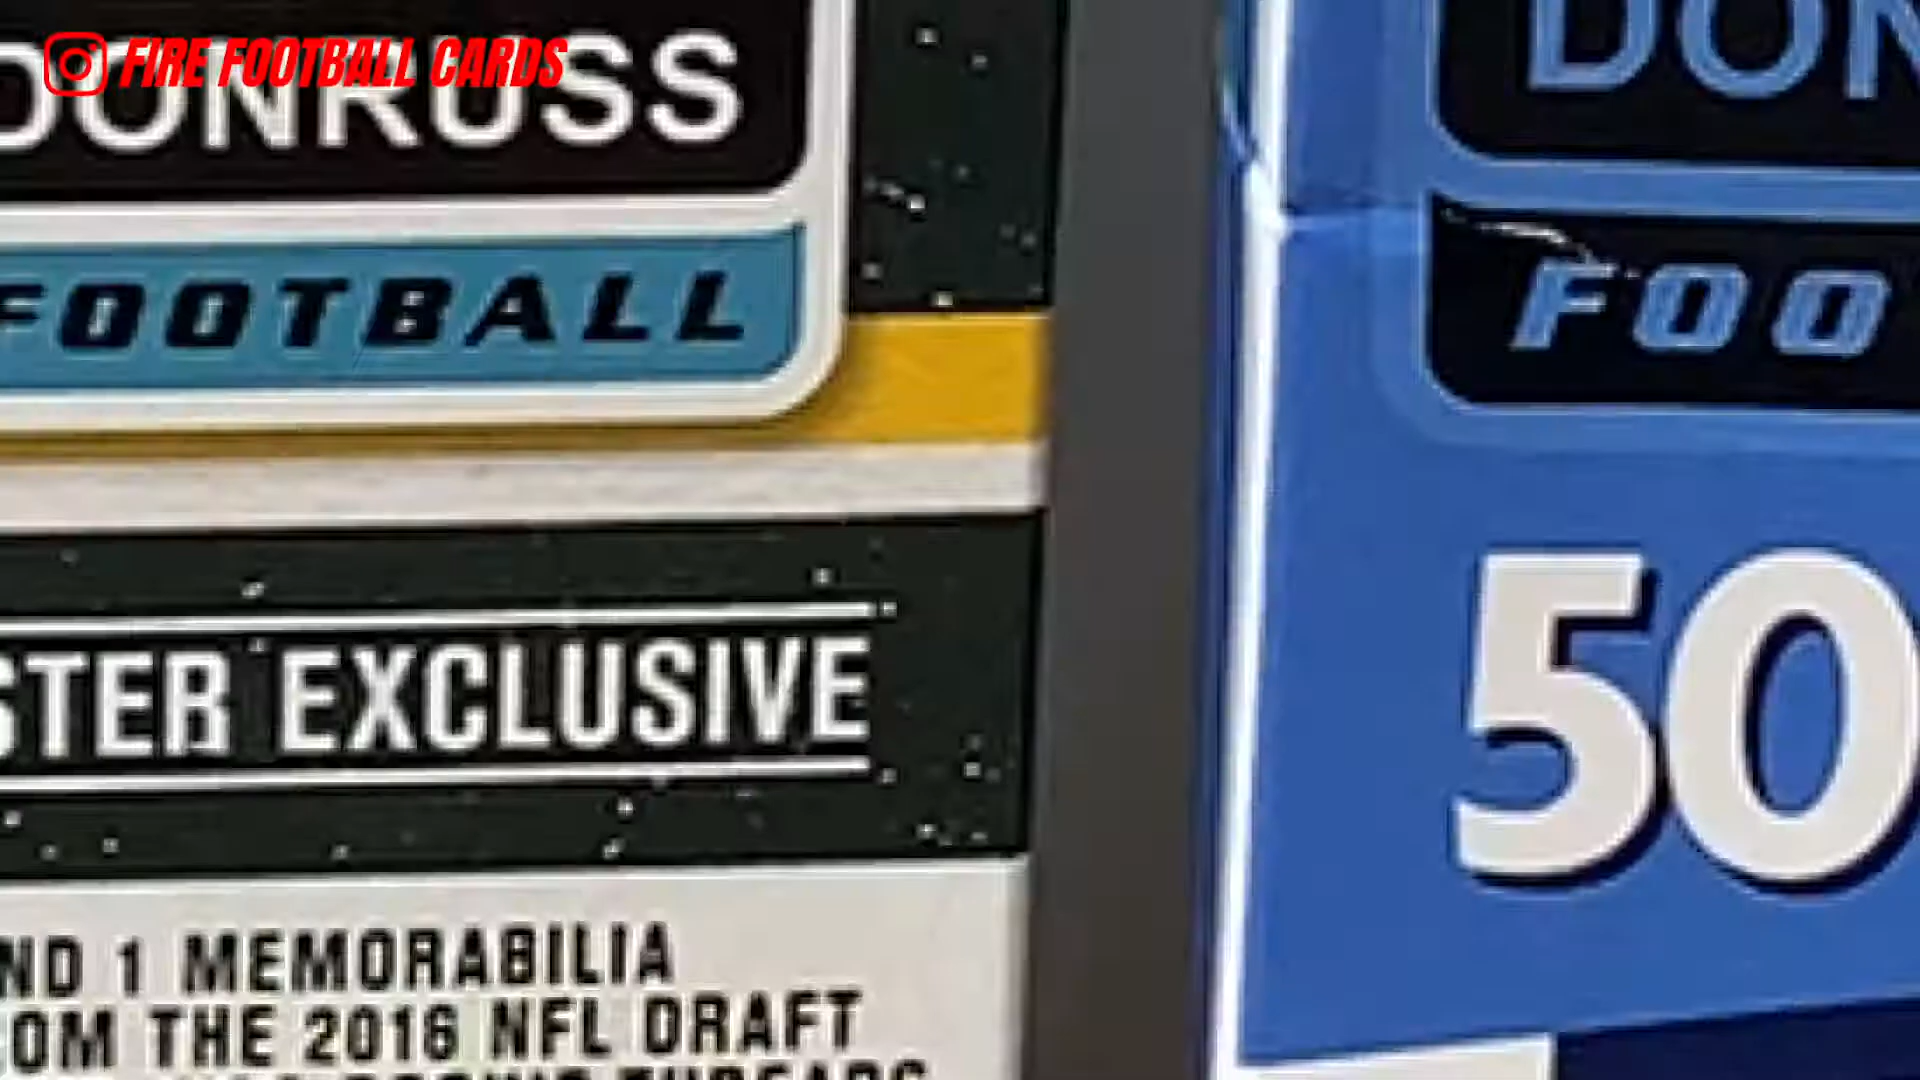 FIRE FOOTBALL CARDS
DONRUSS
FOOTBALL
STER EXCLUSIVE
ND 1 MEMORABILIA
OM THE 2016 NFL DRAFT
DON
FOO
50